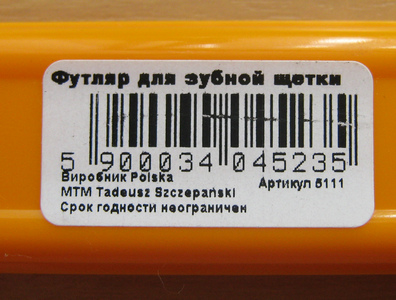 Футляр для зубной щетки
5 900034 045235
Виробник Polska
MTM Tadeusz Szczepański
Артикул 5111
Срок годности неограничен